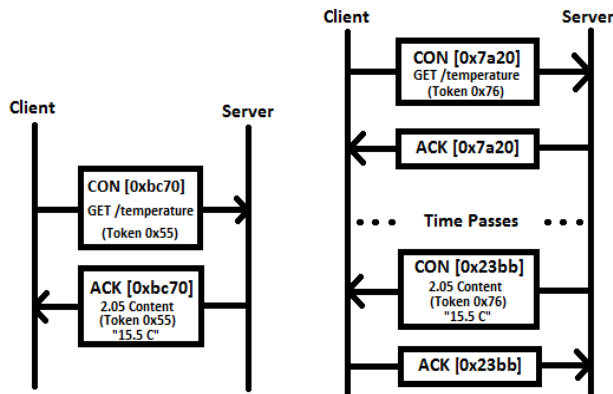 Client
Server
CON [0xbc70]
GET /temperature
(Token 0x55)
ACK [0xbc70]
2.05 Content
(Token 0x55)
"15.5 C"
Client
Server
CON [0x7a20]
GET /temperature
(Token 0x76)
ACK [0x7a20]
Time Passes
CON [0x23bb]
2.05 Content
(Token 0x76)
"15.5 C"
ACK [0x23bb]